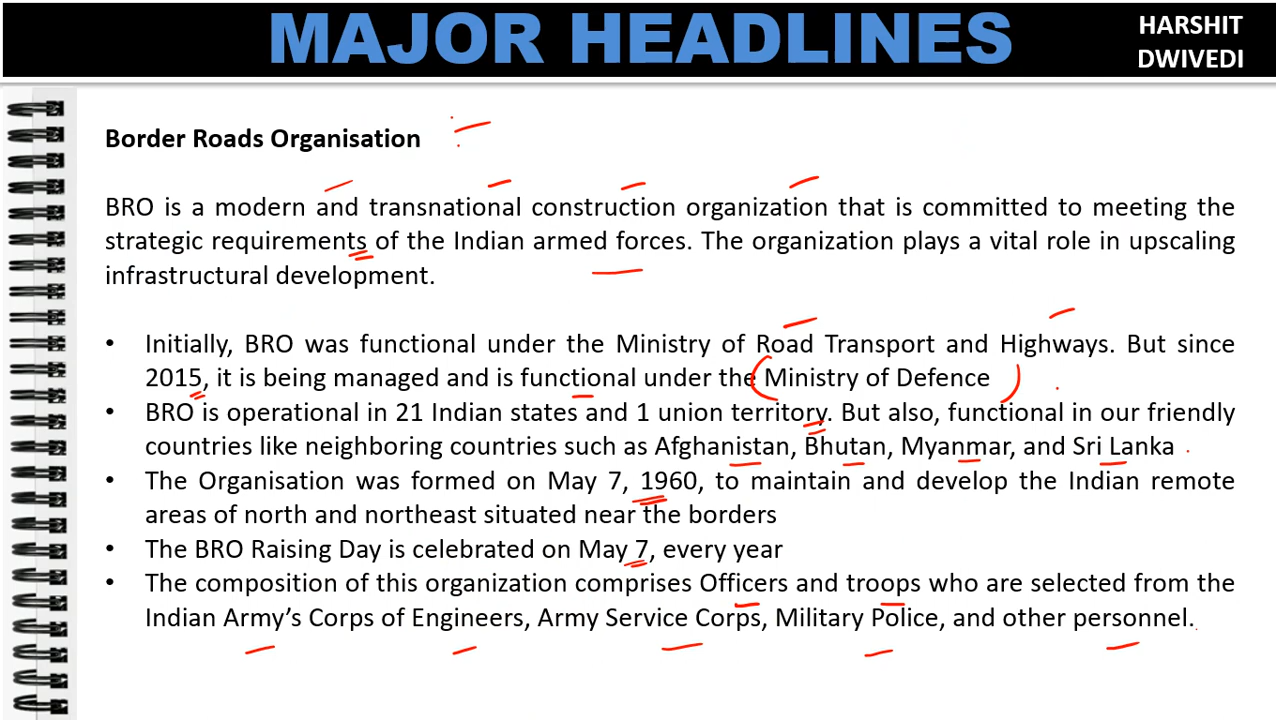 MAJOR HEADLINES
HARSHIT
DWIVEDI
Border Roads Organisation
BRO is a modern and transnational construction organization that is committed to meeting the
strategic requirements of the Indian armed forces. The organization plays a vital role in upscaling
infrastructural development.
• Initially, BRO was functional under the Ministry of Road Transport and Highways. But since
2015, it is being managed and is functional under the Ministry of Defence
• BRO is operational in 21 Indian states and 1 union territory. But also, functional in our friendly
countries like neighboring countries such as Afghanistan, Bhutan, Myanmar, and Sri Lanka
• The Organisation was formed on May 7, 1960, to maintain and develop the Indian remote
areas of north and northeast situated near the borders
• The BRO Raising Day is celebrated on May 7, every year
• The composition of this organization comprises Officers and troops who are selected from the
Indian Army’s Corps of Engineers, Army Service Corps, Military Police, and other personnel.